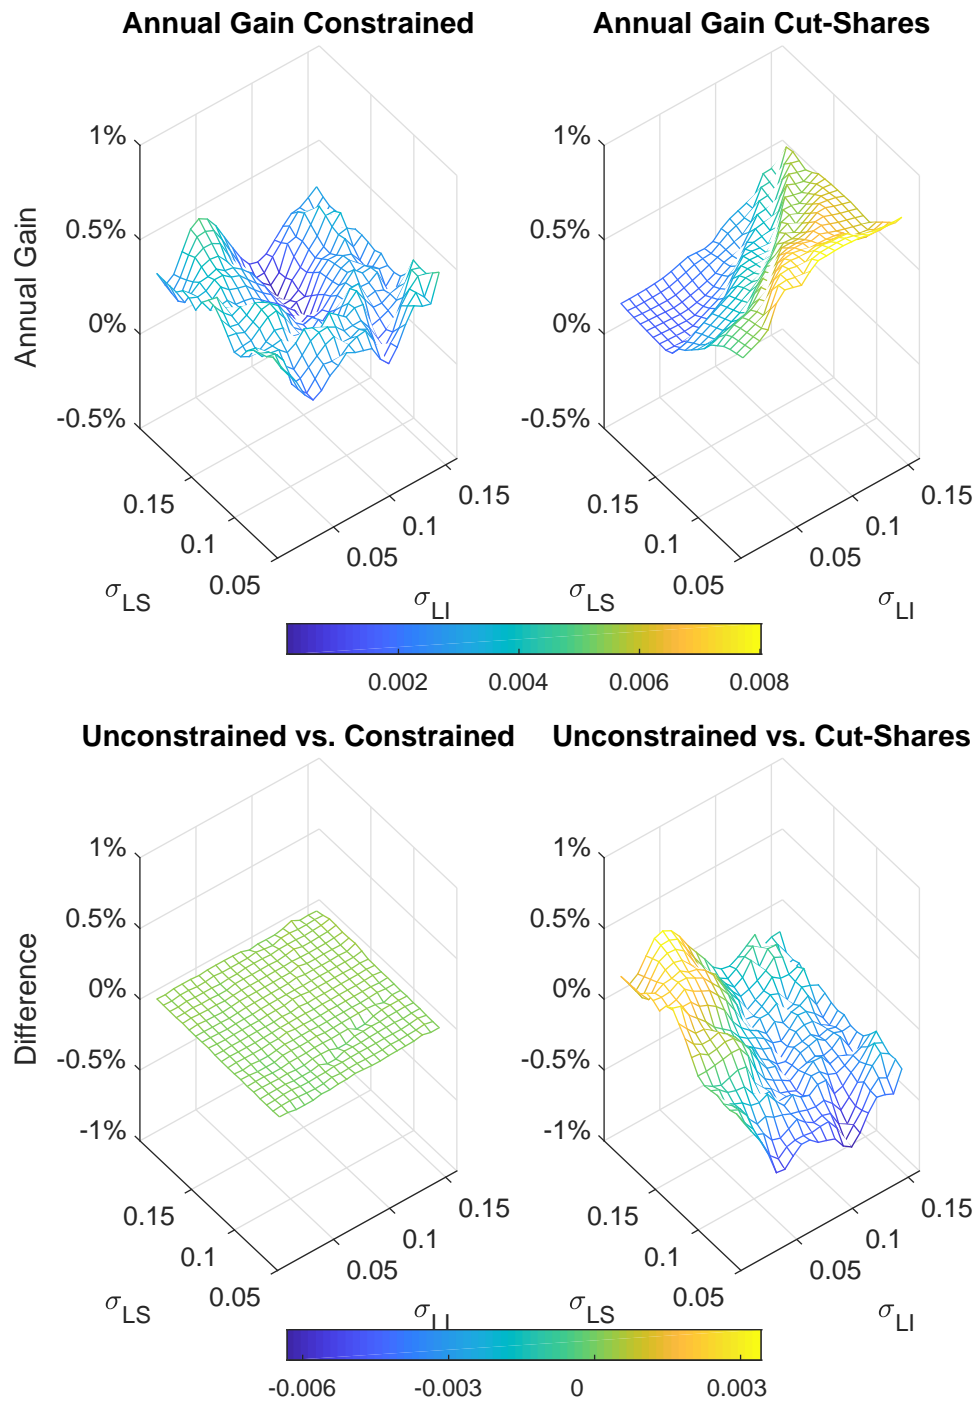 Annual Gain Constrained
Annual Gain Cut-Shares
1%
0.5%
0%
-0.5%
Annual Gain
0.15
0.1
0.05
σLS
0.05
0.1
0.15
σLI
1%
0.5%
0%
-0.5%
0.15
0.1
0.05
σLS
0.05
0.1
0.15
σLI
0.002 0.004 0.006 0.008
Unconstrained vs. Constrained
Unconstrained vs. Cut-Shares
1%
0.5%
0%
-0.5%
-1%
Difference
0.15
0.1
0.05
σLS
0.05
0.1
0.15
σLI
1%
0.5%
0%
-0.5%
-1%
0.15
0.1
0.05
σLS
0.05
0.1
0.15
σLI
-0.006 -0.003 0 0.003